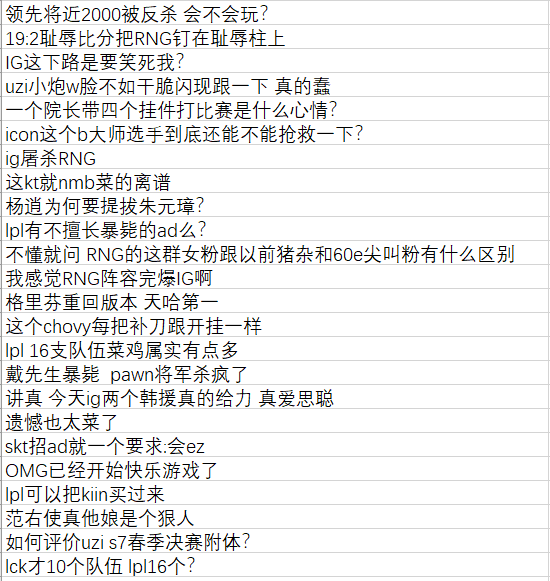 领先将近2000被反杀 会不会玩？
19:2耻辱比分把RNG钉在耻辱柱上
IG这下路是要笑死我？
uzi小炮w脸不如干脆闪现跟一下 真的蠢
一个院长带四个挂件打比赛是什么心情？
icon这个b大师选手到底还能不能抢救一下？
ig屠杀RNG
这kt就nmb菜的离谱
杨逍为何要提拔朱元璋？
lpl有不擅长暴毙的ad么？
不懂就问 RNG的这群女粉跟以前猪杂和60e尖叫粉有什么区别
我感觉RNG阵容完爆IG啊
格里芬重回版本 天哈第一
这个chovy每把补刀跟开挂一样
lpl 16支队伍菜鸡属实有点多
戴先生暴毙  pawn将军杀疯了
讲真 今天ig两个韩援真的给力 真爱思聪
遗憾也太菜了
skt招ad就一个要求:会ez
OMG已经开始快乐游戏了
lpl可以把kiin买过来
范右使真他娘是个狠人
如何评价uzi s7春季决赛附体？
lck才10个队伍 lpl16个？